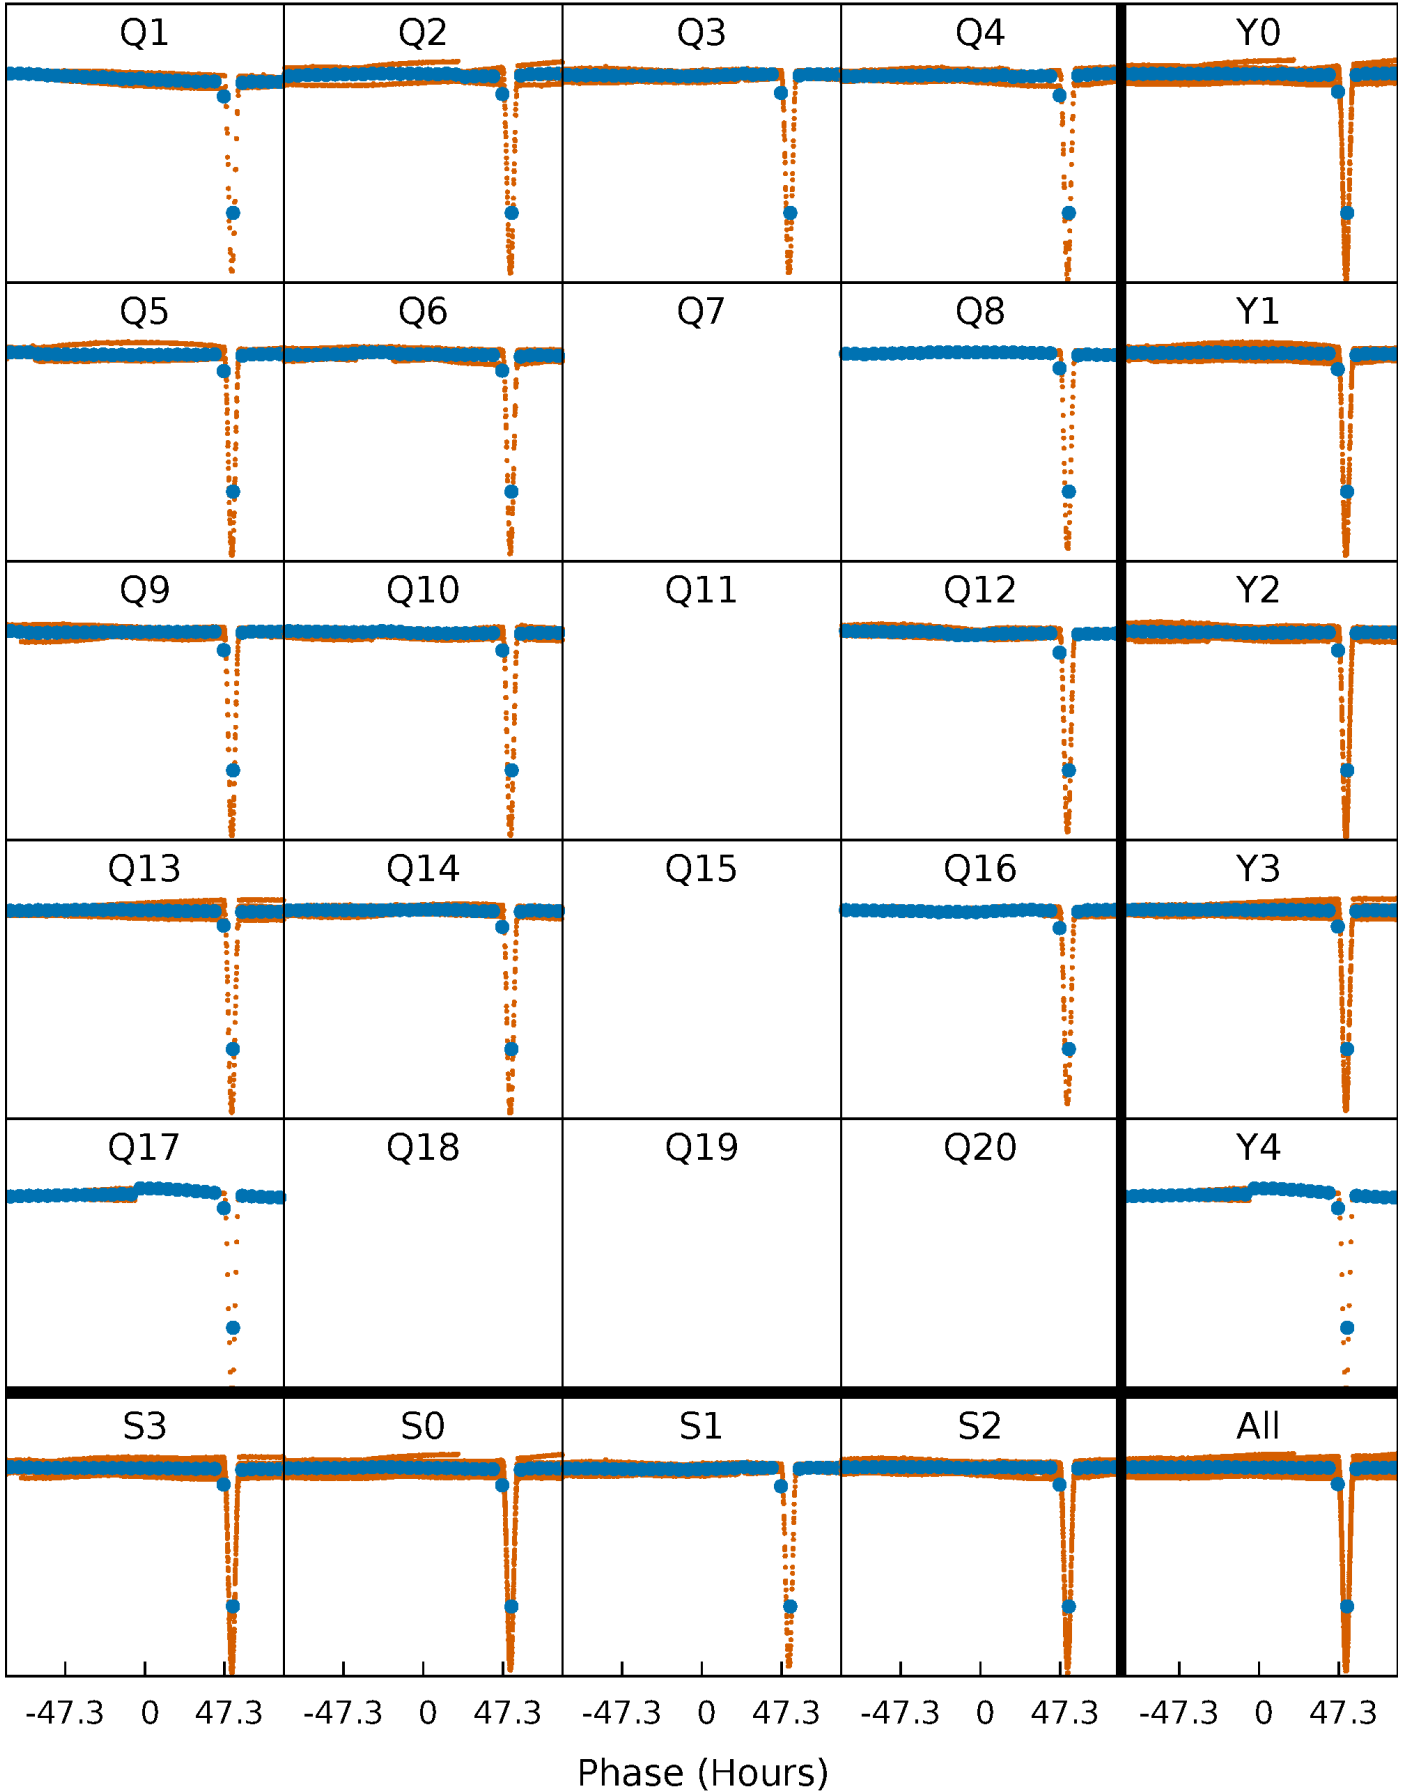 Q1 Q2 Q3 Q4 Y0
Q5 Q6 Q7 Q8 Y1
Q9 Q10 Q11 Q12 Y2
Q13 Q14 Q15 Q16 Y3
Q17 Q18 Q19 Q20 Y4
S3 S0 S1 S2 All
-47.3 0 47.3 -47.3 0 47.3 -47.3 0 47.3 -47.3 0 47.3 -47.3 0 47.3
Phase (Hours)